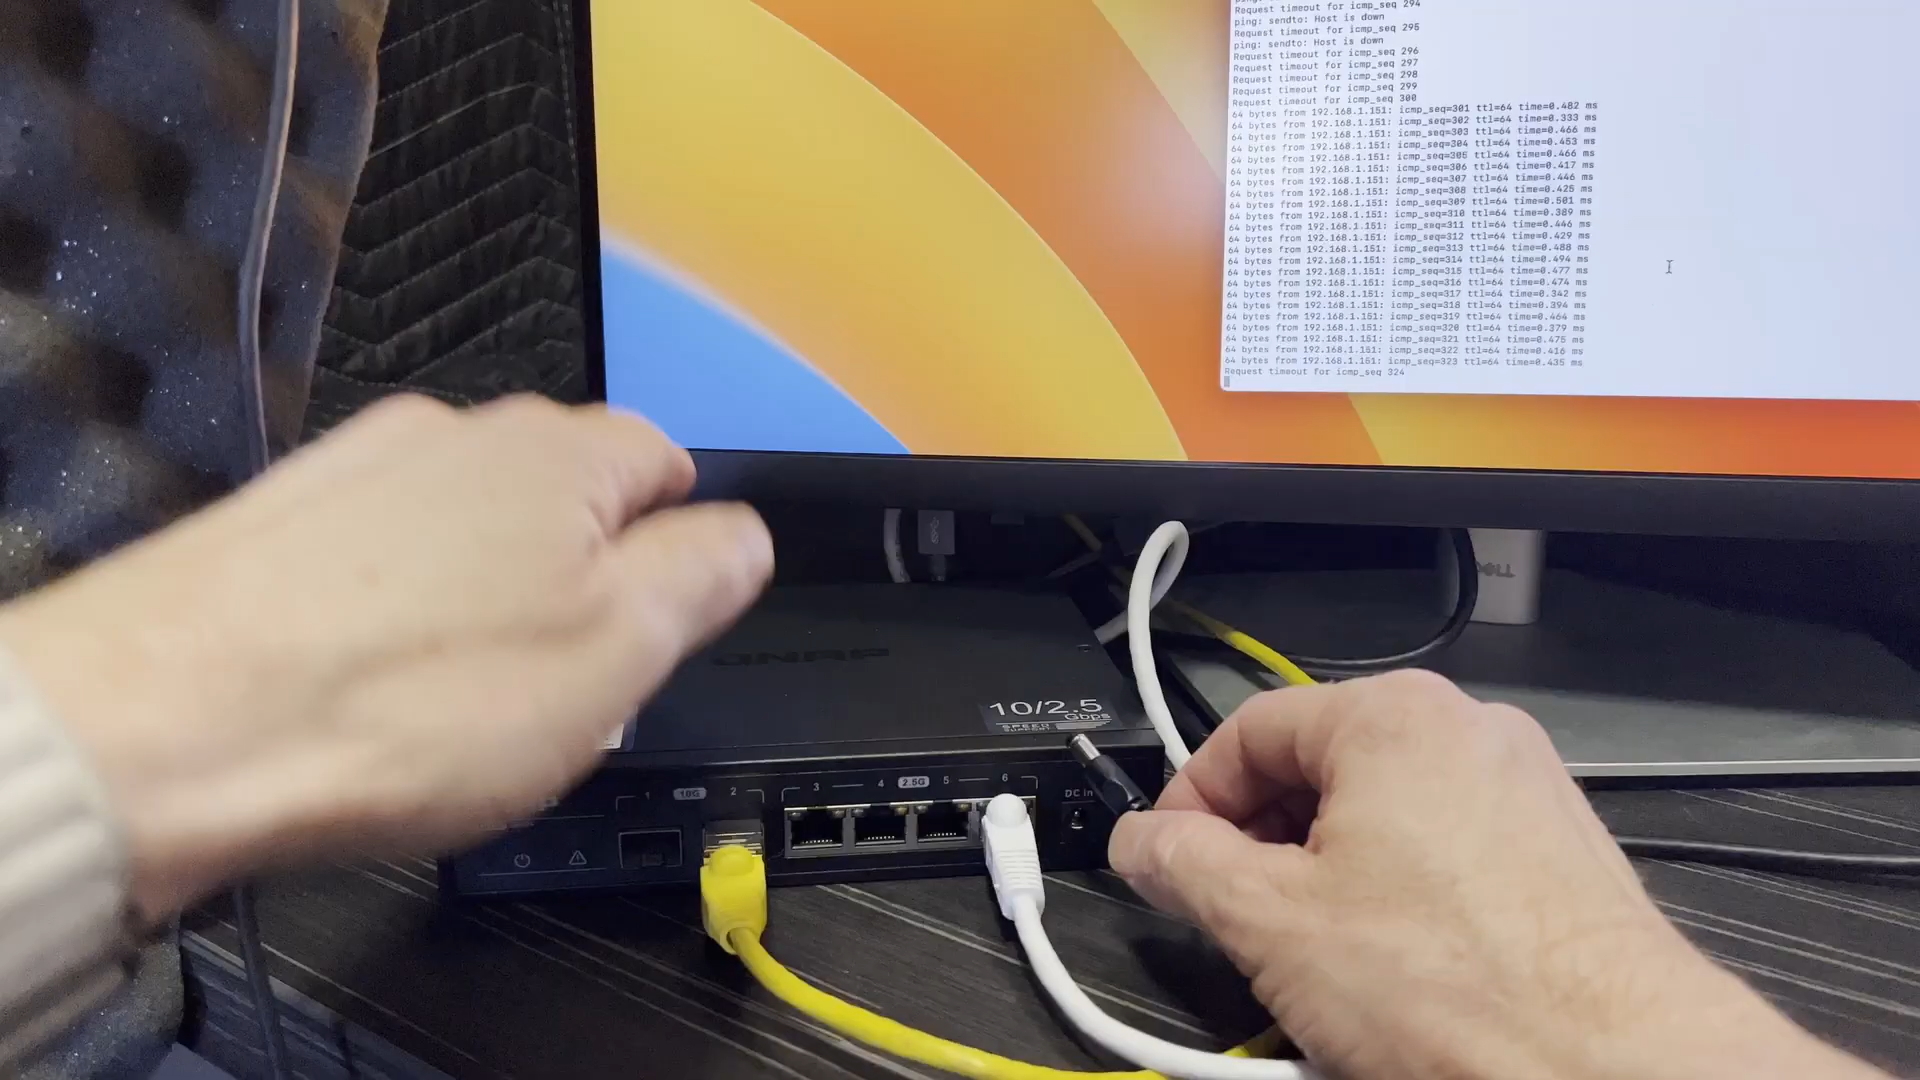 Request timeout for icmp_seq 294
ping: sendto: Host is down
Request timeout for icmp_seq 295
ping: sendto: Host is down
Request timeout for icmp_seq 296
Request timeout for icmp_seq 297
Request timeout for icmp_seq 298
Request timeout for icmp_seq 299
Request timeout for icmp_seq 300
64 bytes from 192.168.1.151: icmp_seq=301 ttl=64 time=0.482 ms
64 bytes from 192.168.1.151: icmp_seq=302 ttl=64 time=0.333 ms
64 bytes from 192.168.1.151: icmp_seq=303 ttl=64 time=0.466 ms
64 bytes from 192.168.1.151: icmp_seq=304 ttl=64 time=0.453 ms
64 bytes from 192.168.1.151: icmp_seq=305 ttl=64 time=0.466 ms
64 bytes from 192.168.1.151: icmp_seq=306 ttl=64 time=0.417 ms
64 bytes from 192.168.1.151: icmp_seq=307 ttl=64 time=0.446 ms
64 bytes from 192.168.1.151: icmp_seq=308 ttl=64 time=0.425 ms
64 bytes from 192.168.1.151: icmp_seq=309 ttl=64 time=0.501 ms
64 bytes from 192.168.1.151: icmp_seq=310 ttl=64 time=0.389 ms
64 bytes from 192.168.1.151: icmp_seq=311 ttl=64 time=0.446 ms
64 bytes from 192.168.1.151: icmp_seq=312 ttl=64 time=0.429 ms
64 bytes from 192.168.1.151: icmp_seq=313 ttl=64 time=0.488 ms
64 bytes from 192.168.1.151: icmp_seq=314 ttl=64 time=0.494 ms
64 bytes from 192.168.1.151: icmp_seq=315 ttl=64 time=0.477 ms
64 bytes from 192.168.1.151: icmp_seq=316 ttl=64 time=0.474 ms
64 bytes from 192.168.1.151: icmp_seq=317 ttl=64 time=0.342 ms
64 bytes from 192.168.1.151: icmp_seq=318 ttl=64 time=0.394 ms
64 bytes from 192.168.1.151: icmp_seq=319 ttl=64 time=0.464 ms
64 bytes from 192.168.1.151: icmp_seq=320 ttl=64 time=0.379 ms
64 bytes from 192.168.1.151: icmp_seq=321 ttl=64 time=0.475 ms
64 bytes from 192.168.1.151: icmp_seq=322 ttl=64 time=0.416 ms
64 bytes from 192.168.1.151: icmp_seq=323 ttl=64 time=0.435 ms
Request timeout for icmp_seq 324
DELL
QNAP
10/2.5
Gbps
SPEED
SUPPORT
1 10G 2 3 4 2.5G 5 6
DC in